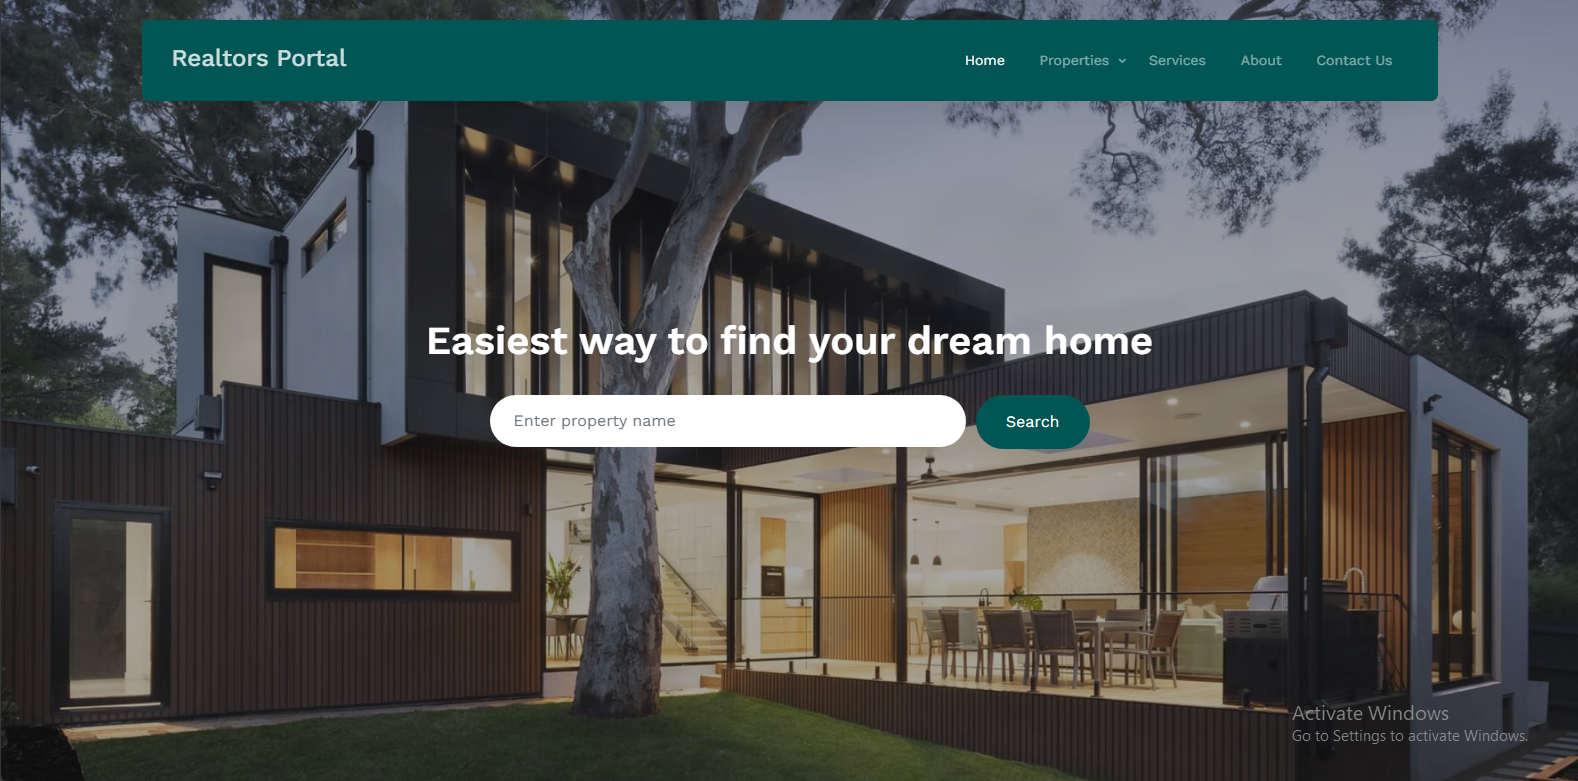 Realtors Portal
Home Properties Services About Contact Us
Easiest way to find your dream home
Enter property name Search
Activate Windows
Go to Settings to activate Windows.